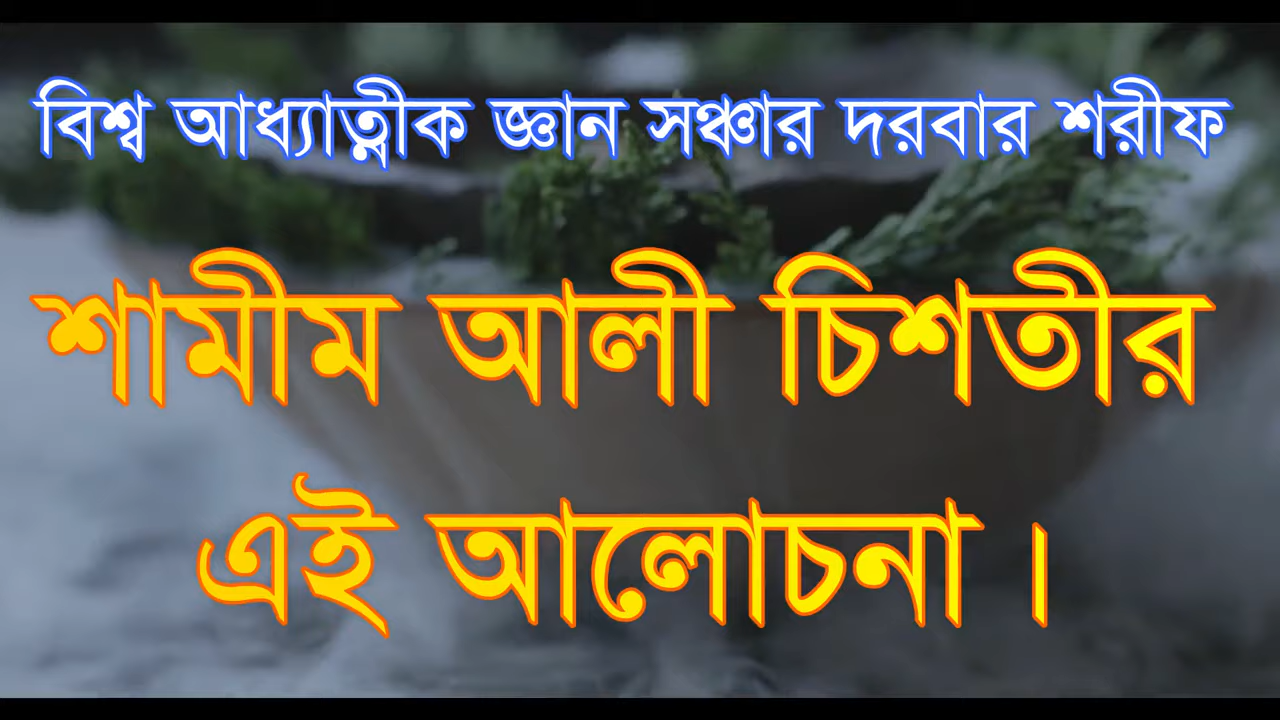 বিশ্ব আধ্যাত্নীক জ্ঞান সঞ্চার দরবার শরীফ
শামীম আলী চিশতীর
এই আলোচনা ।